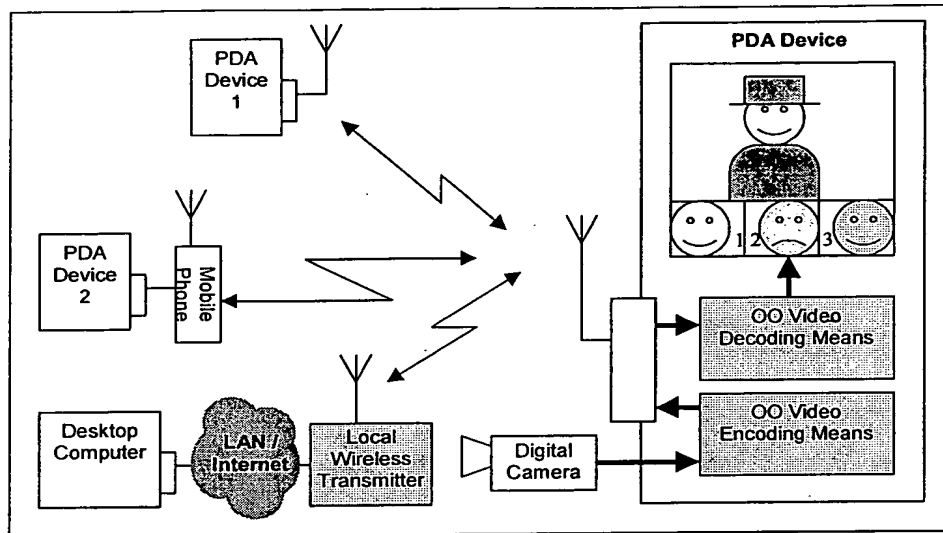 PDA Device
PDA
Device
1
1 2 3
PDA
Device
2
Mobile
Phone
OO Video
Decoding Means
OO Video
Encoding Means
Desktop
Computer
LAN /
Internet
Local
Wireless
Transmitter
Digital
Camera